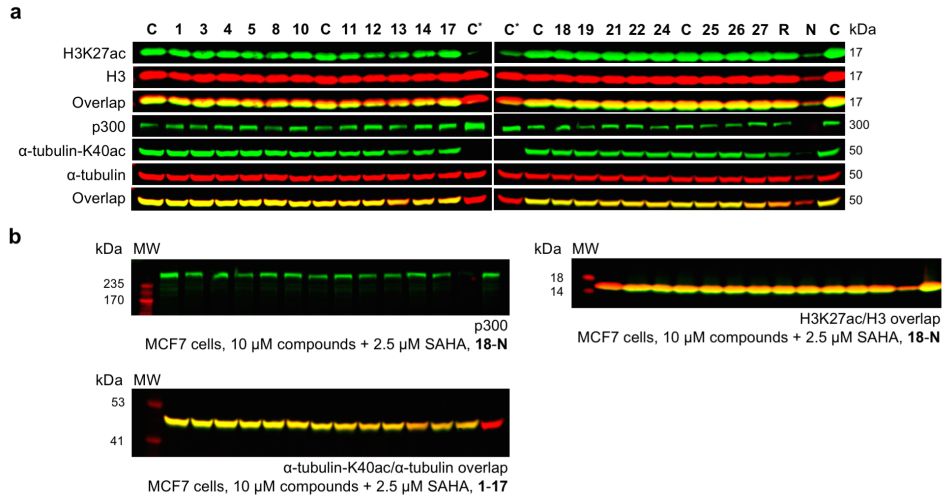 a
C 1 3 4 5 8 10 C 11 12 13 14 17 C* C* C 18 19 21 22 24 C 25 26 27 R N C kDa
H3K27ac 17
H3 17
Overlap 17
p300 300
α-tubulin-K40ac 50
α-tubulin 50
Overlap 50
b
kDa MW
235
170
p300
MCF7 cells, 10 µM compounds + 2.5 µM SAHA, 18-N
kDa MW
18
14
H3K27ac/H3 overlap
MCF7 cells, 10 µM compounds + 2.5 µM SAHA, 18-N
kDa MW
53
41
α-tubulin-K40ac/α-tubulin overlap
MCF7 cells, 10 µM compounds + 2.5 µM SAHA, 1-17